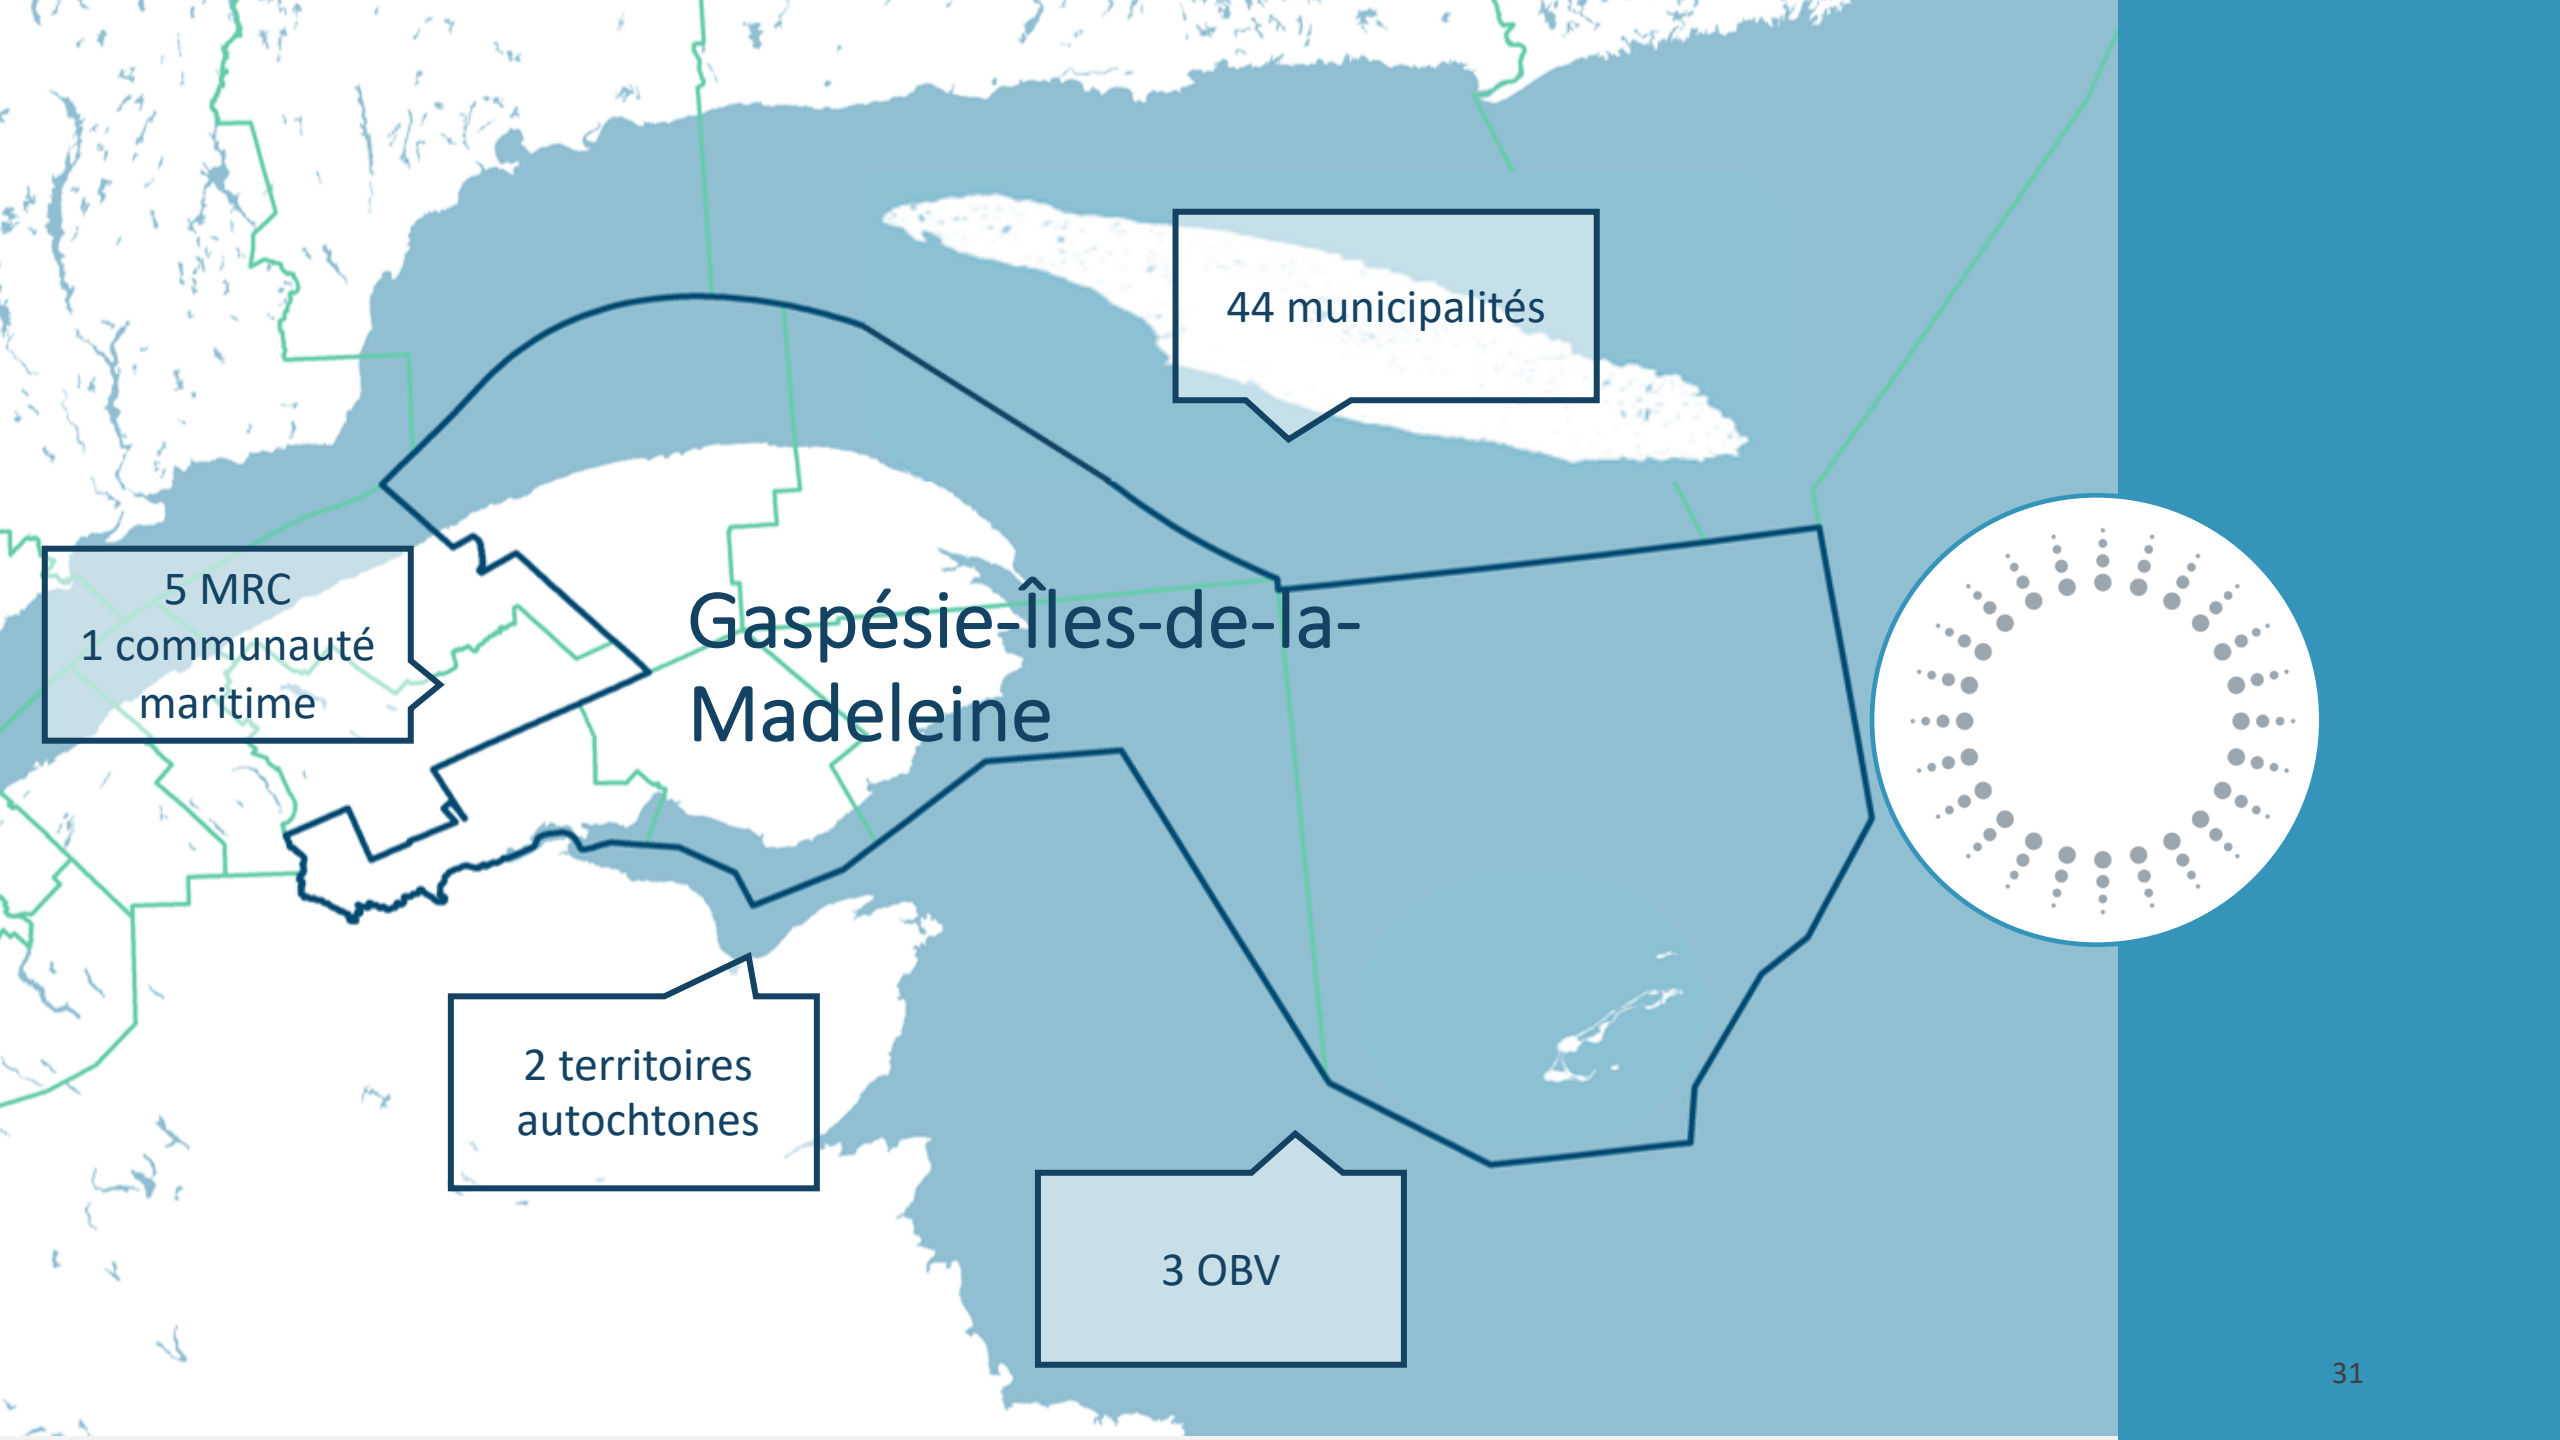 44 municipalités
5 MRC
1 communauté
maritime
Gaspésie-Îles-de-la-
Madeleine
2 territoires
autochtones
3 OBV
31